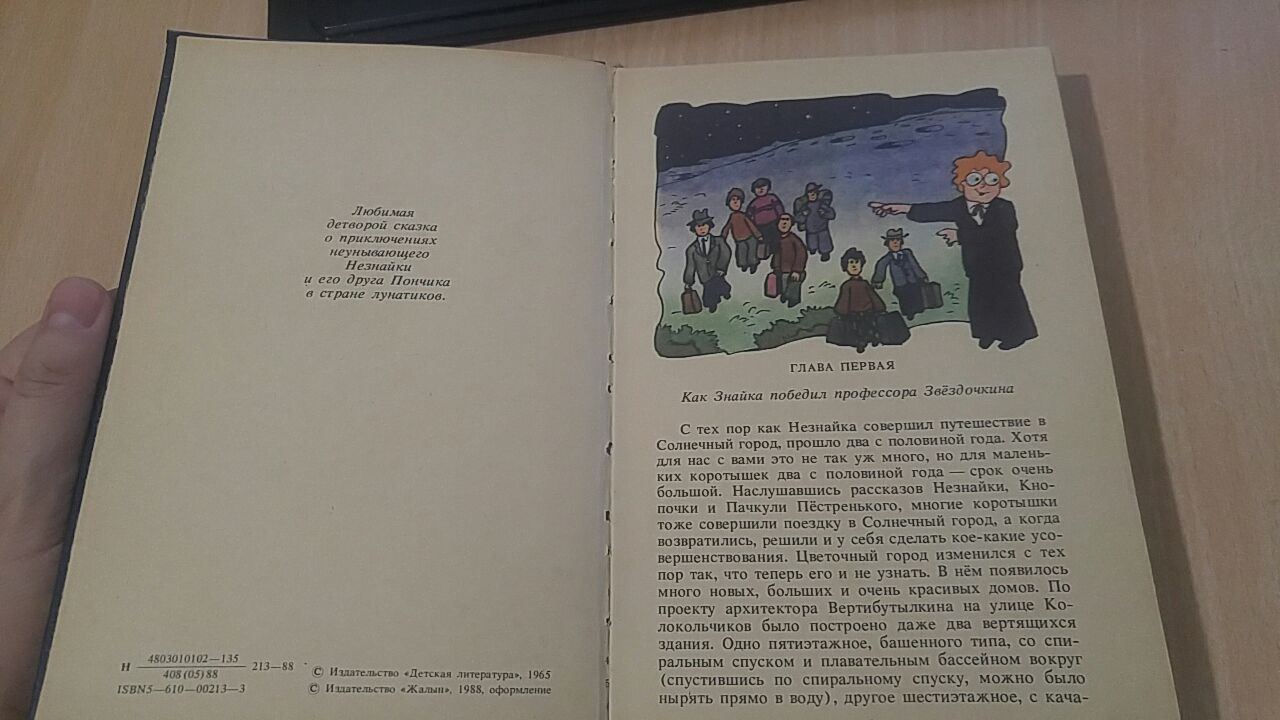 Любимая
детворой сказка
о приключениях
неунывающего
Незнайки
и его друга Пончика
в стране лунатиков.
Н 4803010102—135
408 (05) 88
213—88
ISBN5—610—00213—3
© Издательство «Детская литература», 1965
© Издательство «Жалын», 1988, оформление
ГЛАВА ПЕРВАЯ
Как Знайка победил профессора Звёздочкина
С тех пор как Незнайка совершил путешествие в
Солнечный город, прошло два с половиной года. Хотя
для нас с вами это не так уж много, но для малень-
ких коротышек два с половиной года — срок очень
большой. Наслушавшись рассказов Незнайки, Кно-
почки и Пачкули Пёстренького, многие коротышки
тоже совершили поездку в Солнечный город, а когда
возвратились, решили и у себя сделать кое-какие усо-
вершенствования. Цветочный город изменился с тех
пор так, что теперь его и не узнать. В нём появилось
много новых, больших и очень красивых домов. По
проекту архитектора Вертибутылкина на улице Ко-
локольчиков было построено даже два вертящихся
здания. Одно пятиэтажное, башенного типа, со спи-
ральным спуском и плавательным бассейном вокруг
(спустившись по спиральному спуску, можно было
нырять прямо в воду), другое шестиэтажное, с кача-